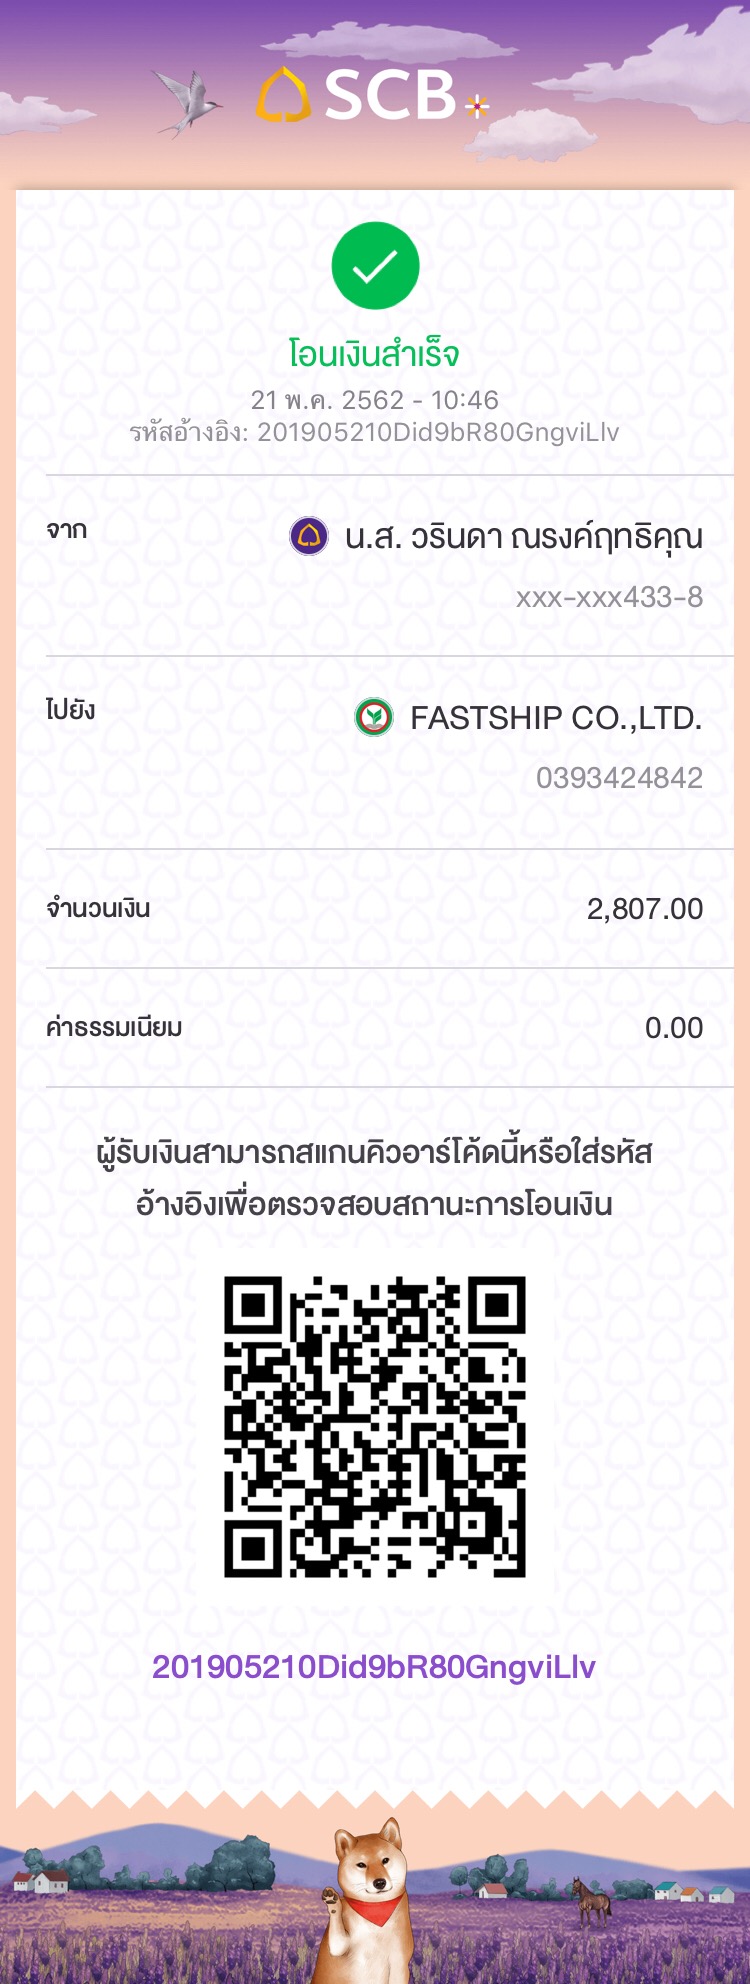 SCB
โอนเงินสำเร็จ
21 พ.ค. 2562 - 10:46
รหัสอ้างอิง: 201905210Did9bR80GngviLlv
จาก
น.ส. วรินดา ณรงค์ฤทธิคุณ
xxx-xxx433-8
ไปยัง
FASTSHIP CO.,LTD.
0393424842
จำนวนเงิน 2,807.00
ค่าธรรมเนียม 0.00
ผู้รับเงินสามารถสแกนคิวอาร์โค้ดนี้หรือใส่รหัส
อ้างอิงเพื่อตรวจสอบสถานะการโอนเงิน
201905210Did9bR80GngviLlv